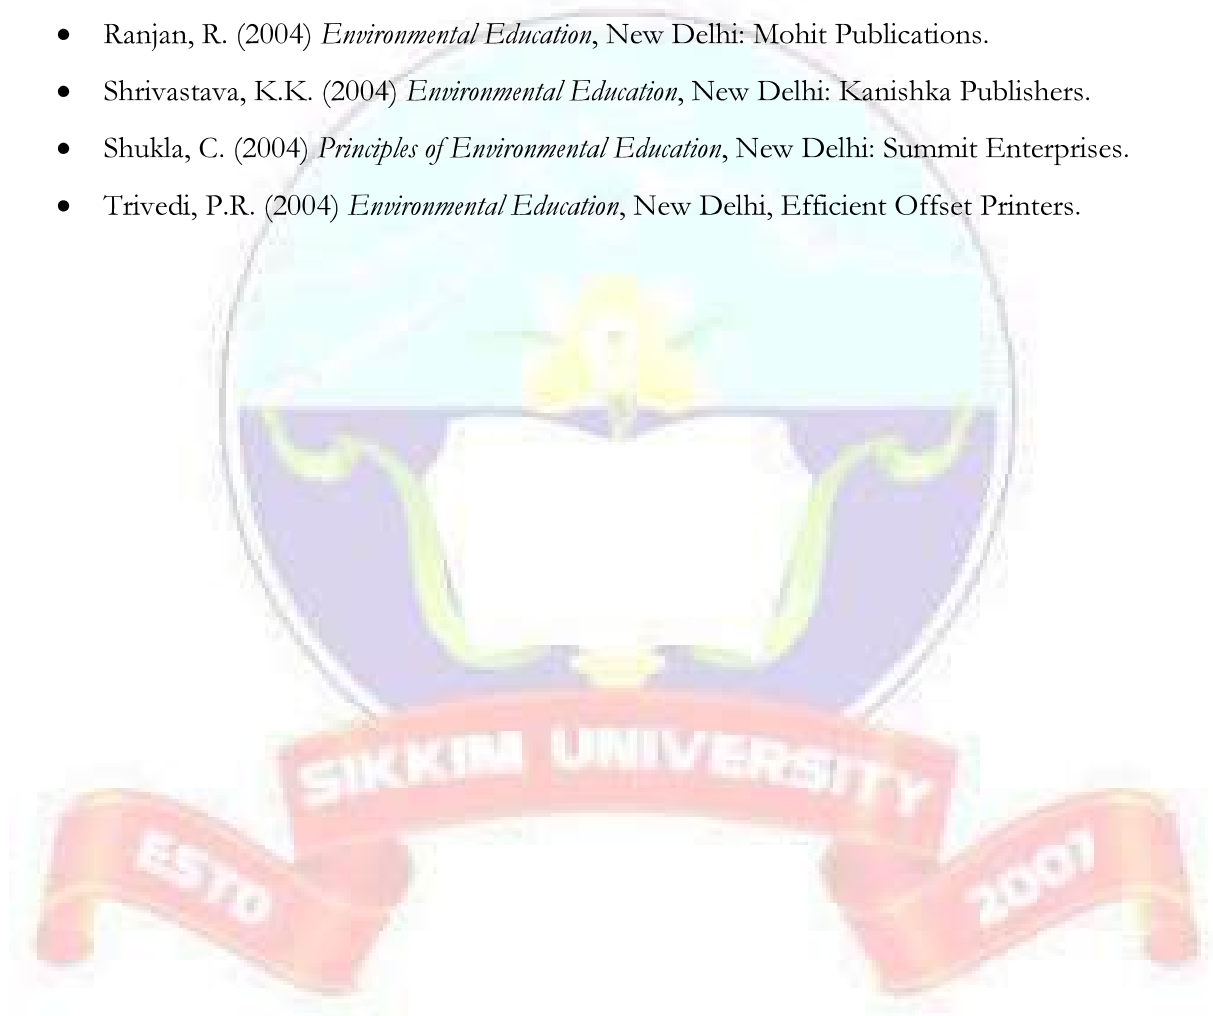 • Ranjan, R. (2004) Environmental Education, New Delhi: Mohit Publications.
• Shrivastava, K.K. (2004) Environmental Education, New Delhi: Kanishka Publishers.
• Shukla, C. (2004) Principles of Environmental Education, New Delhi: Summit Enterprises.
• Trivedi, P.R. (2004) Environmental Education, New Delhi, Efficient Offset Printers.
SIKKIM UNIVERSITY
ESTD
2007